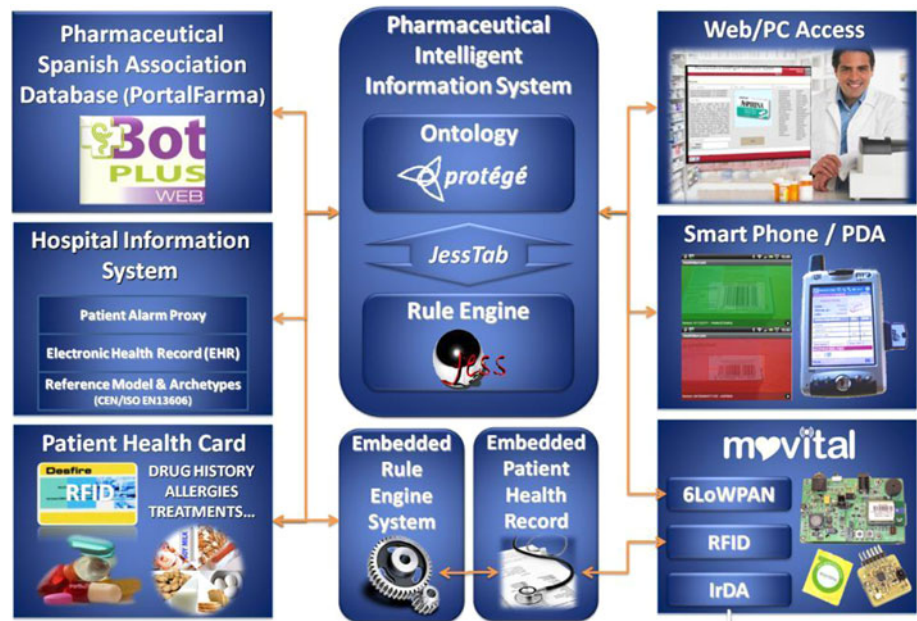 Pharmaceutical
Spanish Association
Database (PortalFarma)
Bot
PLUS
WEB
Hospital Information
System
Patient Alarm Proxy
Electronic Health Record (EHR)
Reference Model & Archetypes
(CEN/ISO EN13606)
Patient Health Card
Desfire
RFID
DRUG HISTORY
ALLERGIES
TREATMENTS...
Pharmaceutical
Intelligent
Information System
Ontology
protégé
JessTab
Rule Engine
jess
Embedded
Rule
Engine
System
Embedded
Patient
Health
Record
Web/PC Access
Smart Phone / PDA
movital
6LoWPAN
RFID
IrDA